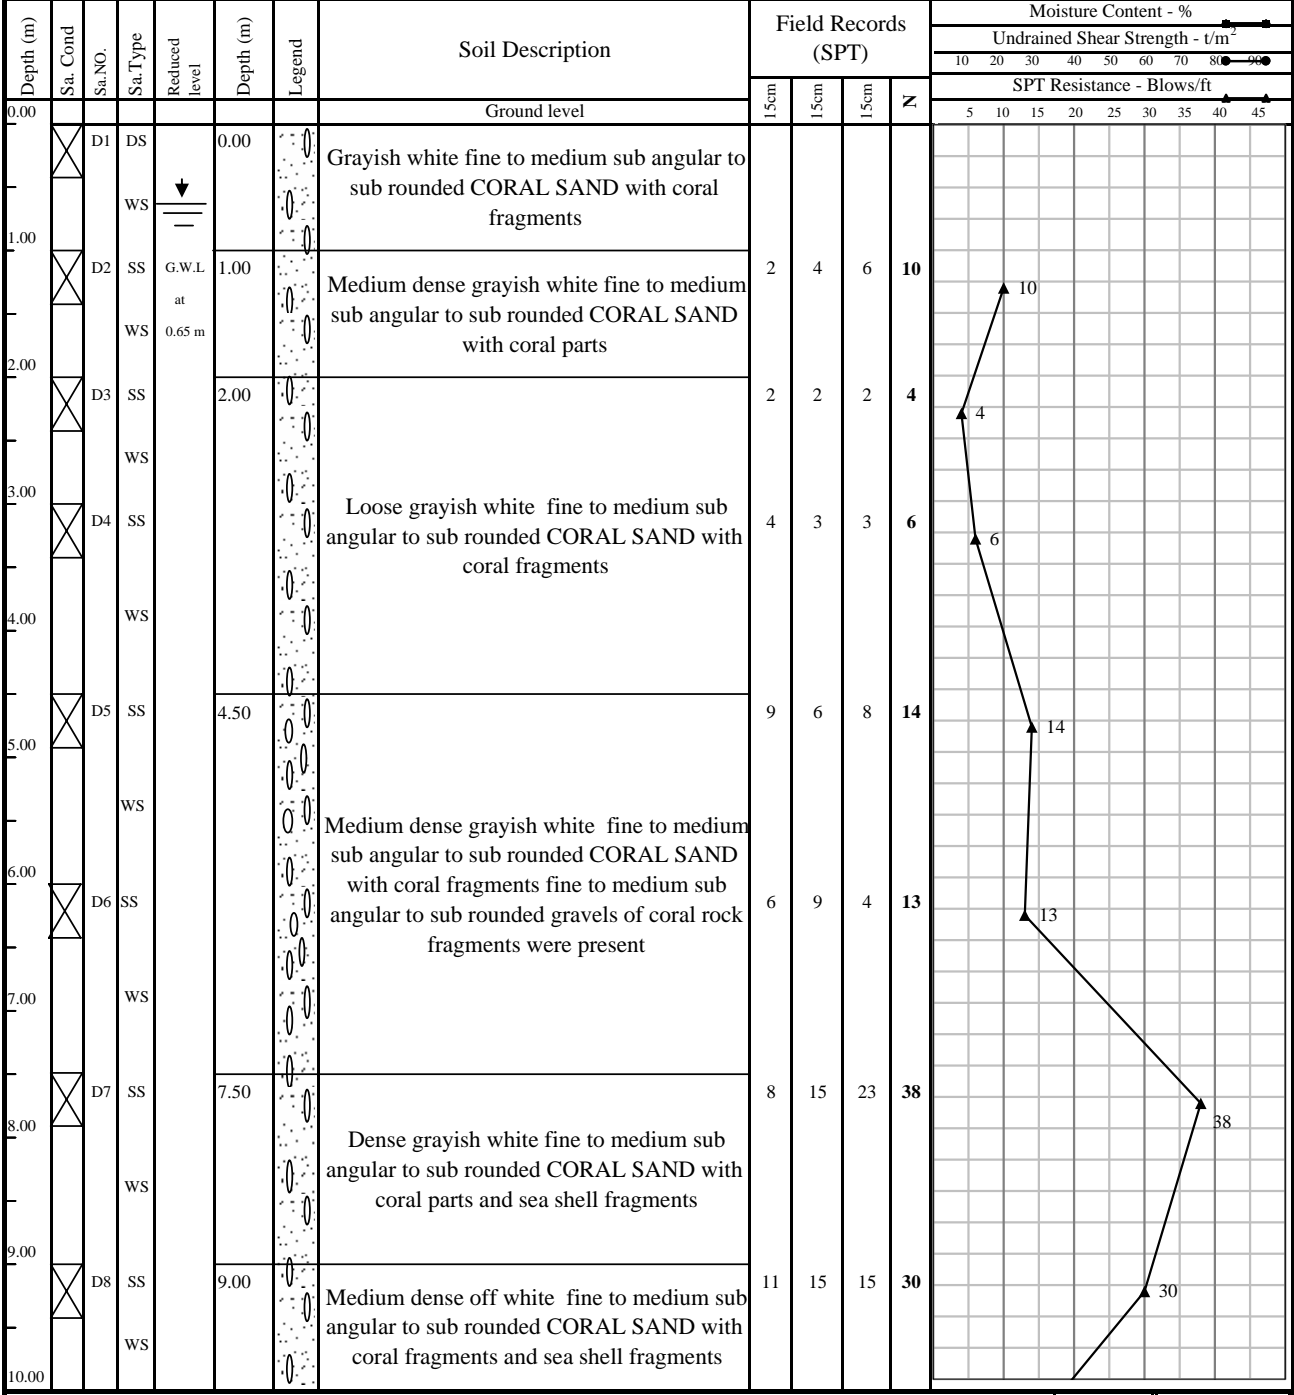 Depth (m)
Sa. Cond
Sa.NO.
Sa.Type
Reduced
level
Depth (m)
Legend
Soil Description
Field Records
(SPT)
15cm
15cm
15cm
N
Moisture Content - %
Undrained Shear Strength - t/m2
10 20 30 40 50 60 70 80 90
SPT Resistance - Blows/ft
5 10 15 20 25 30 35 40 45
0.00
Ground level
D1 DS 0.00
Grayish white fine to medium sub angular to
sub rounded CORAL SAND with coral
fragments
WS
1.00
D2 SS G.W.L 1.00 2 4 6 10
at
WS 0.65 m
Medium dense grayish white fine to medium
sub angular to sub rounded CORAL SAND
with coral parts
10
2.00
D3 SS 2.00 2 2 2 4
4
WS
3.00
Loose grayish white fine to medium sub
angular to sub rounded CORAL SAND with
coral fragments
D4 SS 4 3 3 6
6
WS
4.00
D5 SS 4.50 9 6 8 14
14
5.00
WS
Medium dense grayish white fine to medium
sub angular to sub rounded CORAL SAND
with coral fragments fine to medium sub
angular to sub rounded gravels of coral rock
fragments were present
6.00
D6 SS 6 9 4 13
13
WS
7.00
D7 SS 7.50 8 15 23 38
38
8.00
Dense grayish white fine to medium sub
angular to sub rounded CORAL SAND with
coral parts and sea shell fragments
WS
9.00
D8 SS 9.00 11 15 15 30
30
Medium dense off white fine to medium sub
angular to sub rounded CORAL SAND with
coral fragments and sea shell fragments
WS
10.00